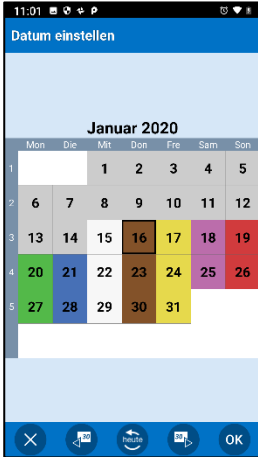 11:01
Datum einstellen
Januar 2020
Mon Die Mit Don Fre Sam Son
1 1 2 3 4 5
2 6 7 8 9 10 11 12
3 13 14 15 16 17 18 19
4 20 21 22 23 24 25 26
5 27 28 29 30 31
30 heute 30 OK